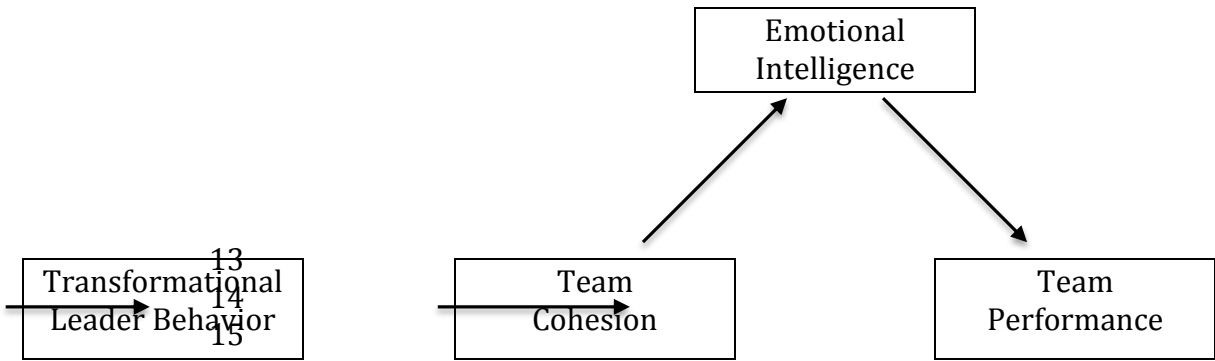 Emotional
Intelligence
13
Transformational
14
Leader Behavior
15
Team
Cohesion
Team
Performance